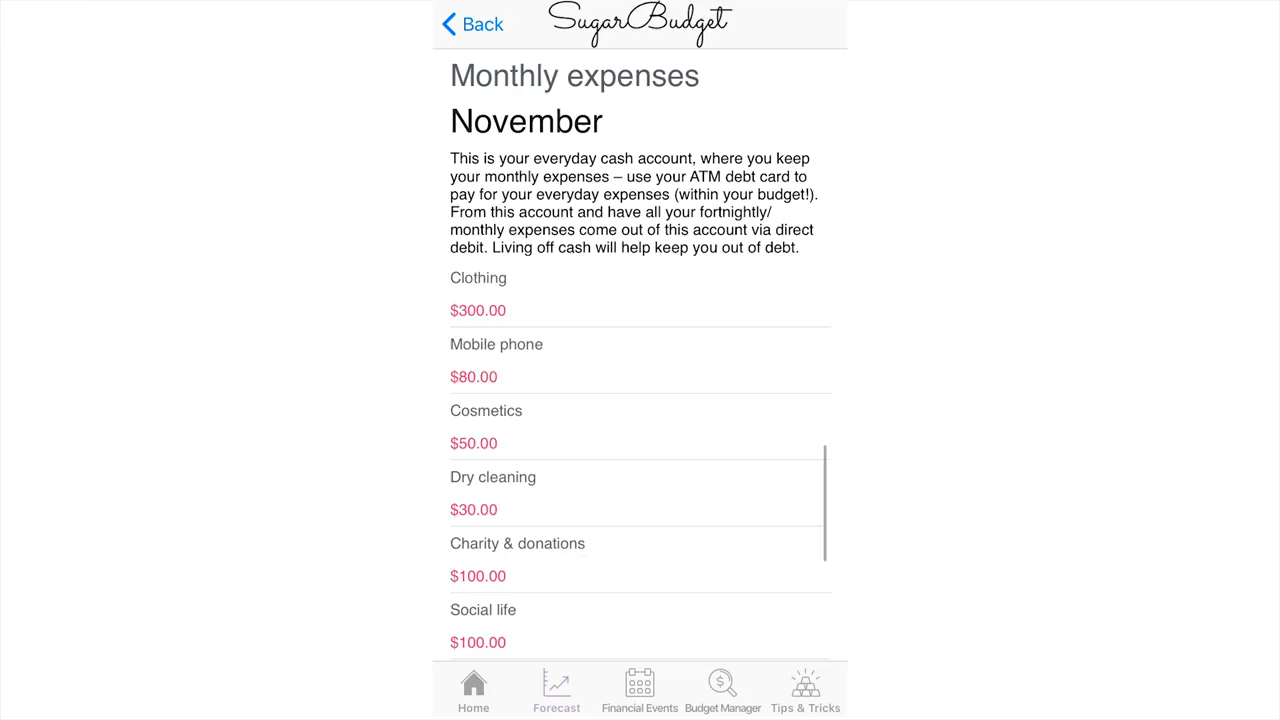 Back
SugarBudget
Monthly expenses
November
This is your everyday cash account, where you keep
your monthly expenses – use your ATM debt card to
pay for your everyday expenses (within your budget!).
From this account and have all your fortnightly/
monthly expenses come out of this account via direct
debit. Living off cash will help keep you out of debt.
Clothing
$300.00
Mobile phone
$80.00
Cosmetics
$50.00
Dry cleaning
$30.00
Charity & donations
$100.00
Social life
$100.00
Home
Forecast
Financial Events
Budget Manager
Tips & Tricks